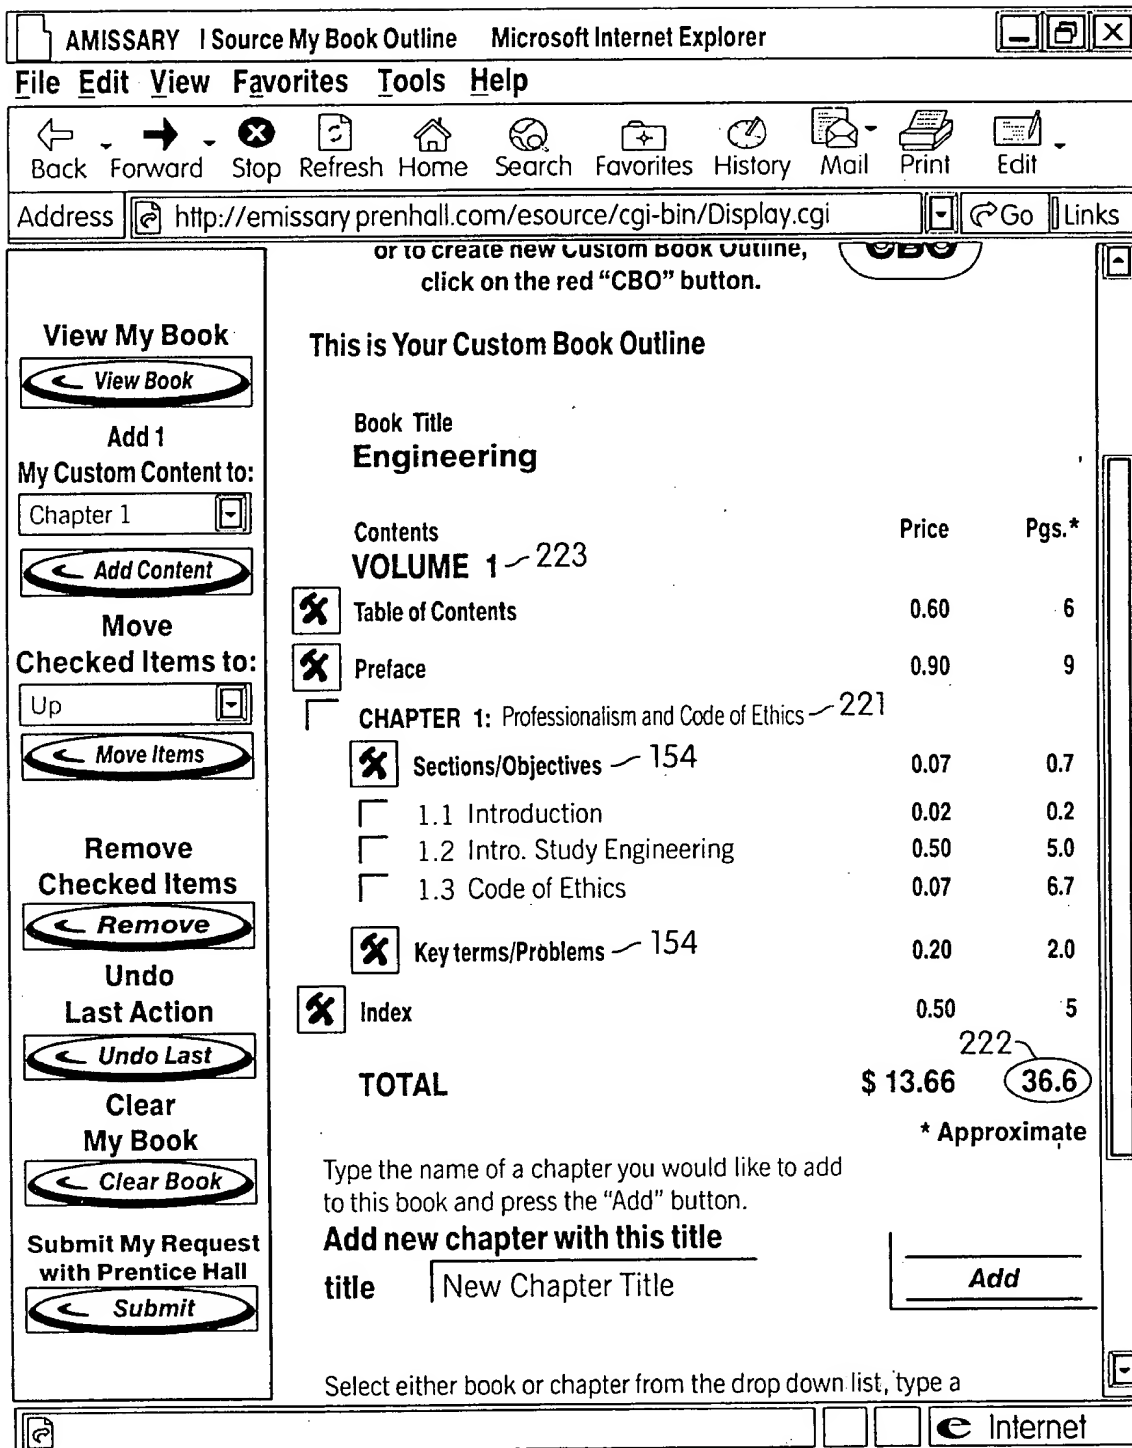 AMISSARY I Source My Book Outline Microsoft Internet Explorer
File Edit View Favorites Tools Help
Back Forward Stop Refresh Home Search Favorites History Mail Print Edit
Address http://emissary prenhall.com/esource/cgi-bin/Display.cgi Go Links
or to create new Custom Book Outline, CBO
click on the red “CBO” button.
View My Book
View Book
Add 1
My Custom Content to:
Chapter 1
Add Content
Move
Checked Items to:
Up
Move Items
Remove
Checked Items
Remove
Undo
Last Action
Undo Last
Clear
My Book
Clear Book
Submit My Request
with Prentice Hall
Submit
This is Your Custom Book Outline
Book Title
Engineering
Contents Price Pgs.*
VOLUME 1 223
Table of Contents 0.60 6
Preface 0.90 9
CHAPTER 1: Professionalism and Code of Ethics 221
Sections/Objectives 154 0.07 0.7
1.1 Introduction 0.02 0.2
1.2 Intro. Study Engineering 0.50 5.0
1.3 Code of Ethics 0.07 6.7
Key terms/Problems 154 0.20 2.0
Index 0.50 5
222
TOTAL $ 13.66 36.6
* Approximate
Type the name of a chapter you would like to add
to this book and press the “Add” button.
Add new chapter with this title
title New Chapter Title Add
Select either book or chapter from the drop down list, type a
e Internet